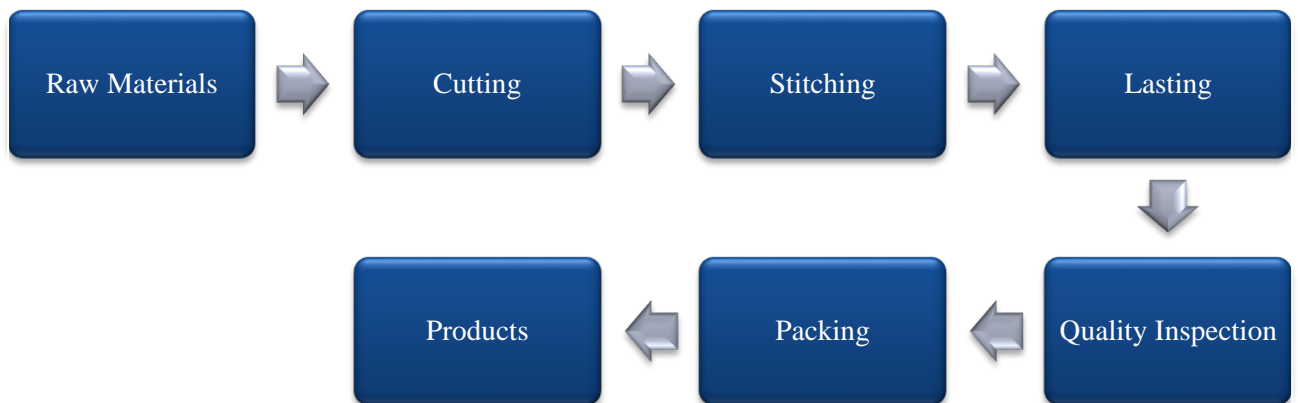 Raw Materials
Cutting
Stitching
Lasting
Quality Inspection
Packing
Products